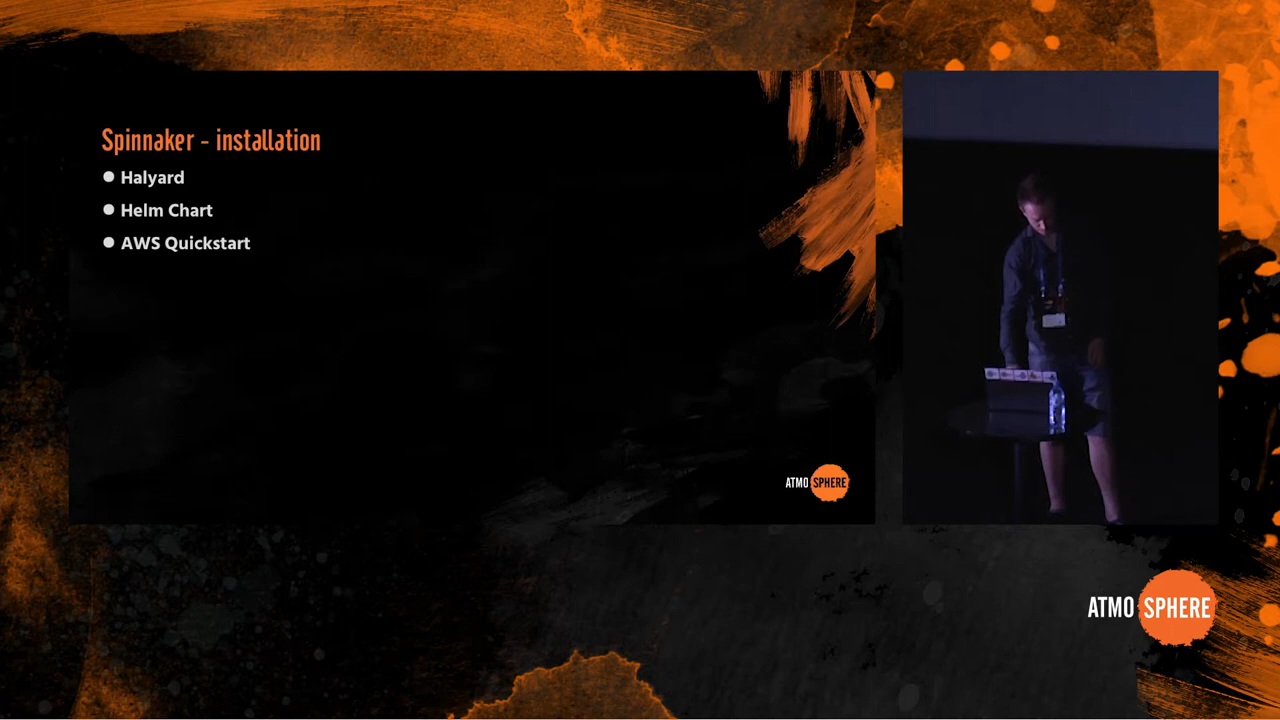 Spinnaker - installation
Halyard
Helm Chart
AWS Quickstart
ATMO SPHERE
ATMO SPHERE